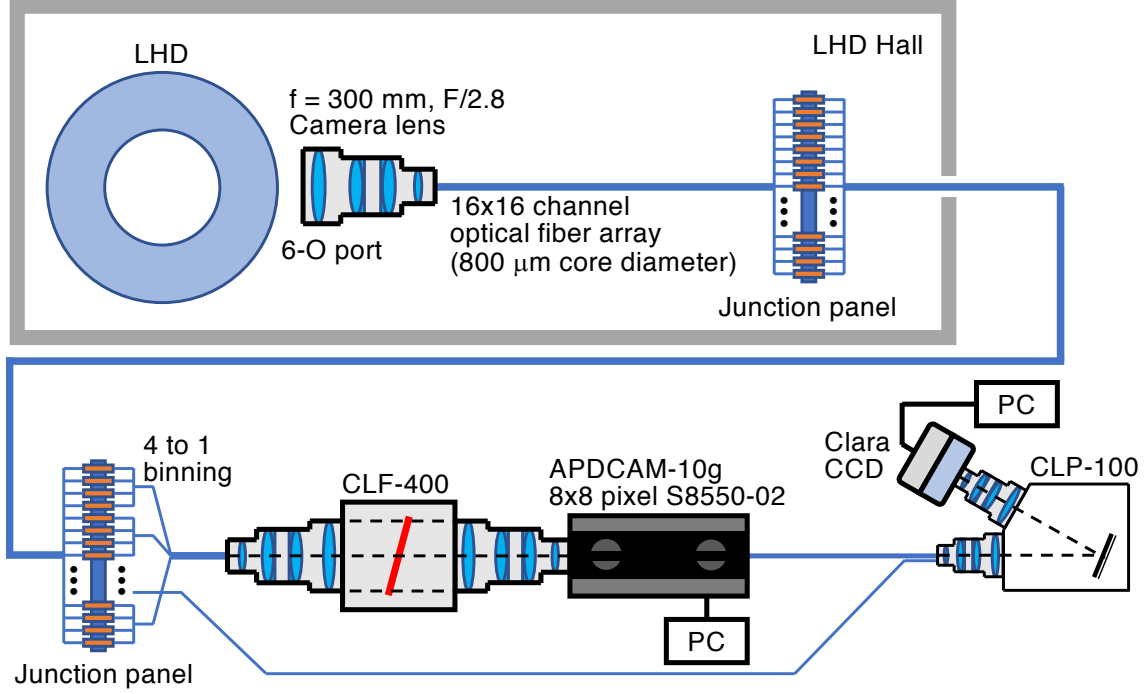 LHD
LHD Hall
f = 300 mm, F/2.8
Camera lens
6-O port
16x16 channel
optical fiber array
(800 μm core diameter)
Junction panel
4 to 1
binning
CLF-400
APDCAM-10g
8x8 pixel S8550-02
PC
Clara
CCD
PC
CLP-100
Junction panel